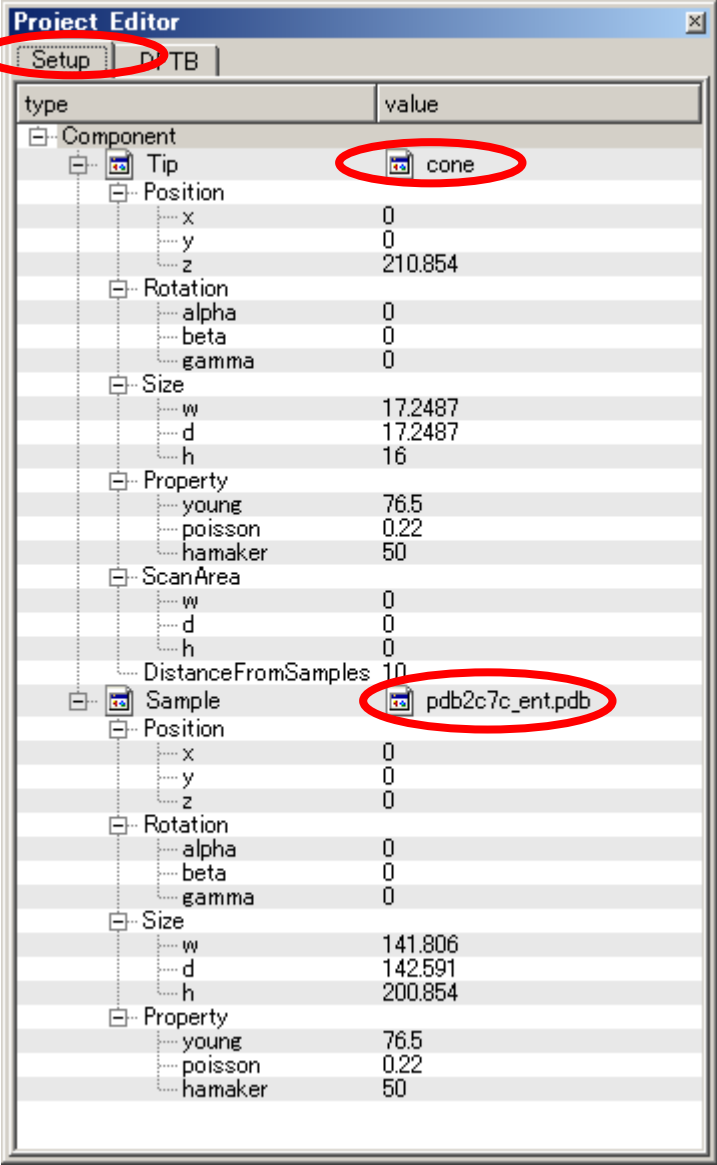 Project Editor
Setup DFTB
type value
Component
Tip cone
Position
x 0
y 0
z 210.854
Rotation
alpha 0
beta 0
gamma 0
Size
w 17.2487
d 17.2487
h 16
Property
young 76.5
poisson 0.22
hamaker 50
ScanArea
w 0
d 0
h 0
DistanceFromSamples 10
Sample pdb2c7c_ent.pdb
Position
x 0
y 0
z 0
Rotation
alpha 0
beta 0
gamma 0
Size
w 141.806
d 142.591
h 200.854
Property
young 76.5
poisson 0.22
hamaker 50